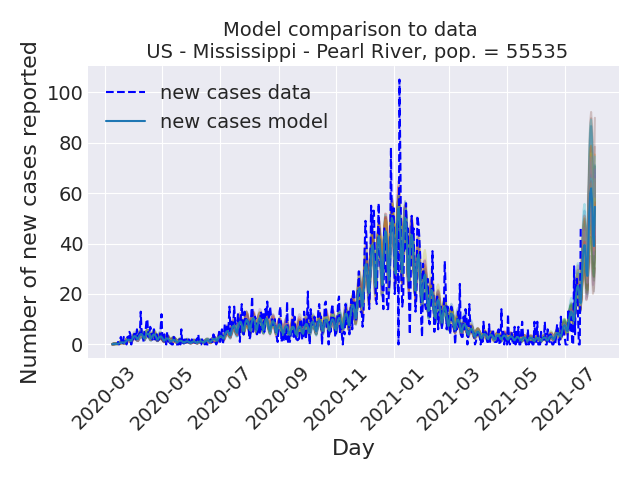 Model comparison to data
US - Mississippi - Pearl River, pop. = 55535
Number of new cases reported
100
80
60
40
20
0
new cases data
new cases model
2020-03
2020-05
2020-07
2020-09
2020-11
2021-01
2021-03
2021-05
2021-07
Day